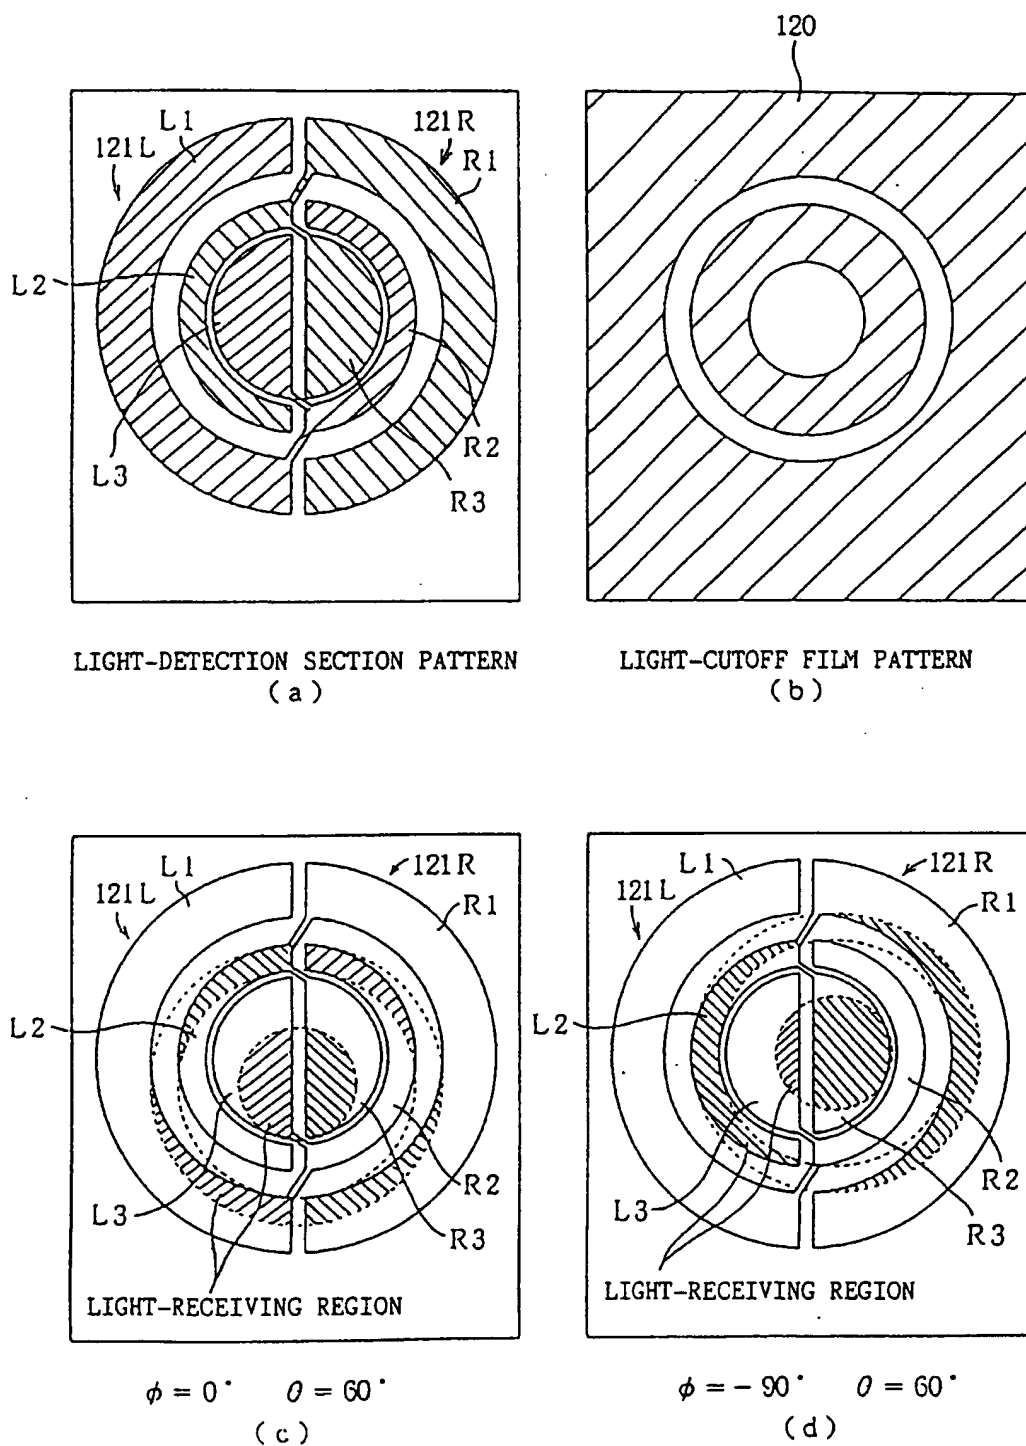 120
L1
121L
121R
R1
L2
L3
R2
R3
LIGHT-DETECTION SECTION PATTERN
(a)
LIGHT-CUTOFF FILM PATTERN
(b)
L1
121L
121R
R1
L2
L3
R2
R3
LIGHT-RECEIVING REGION
φ = 0° θ = 60°
(c)
L1
121L
121R
R1
L2
L3
R2
R3
LIGHT-RECEIVING REGION
φ = - 90° θ = 60°
(d)